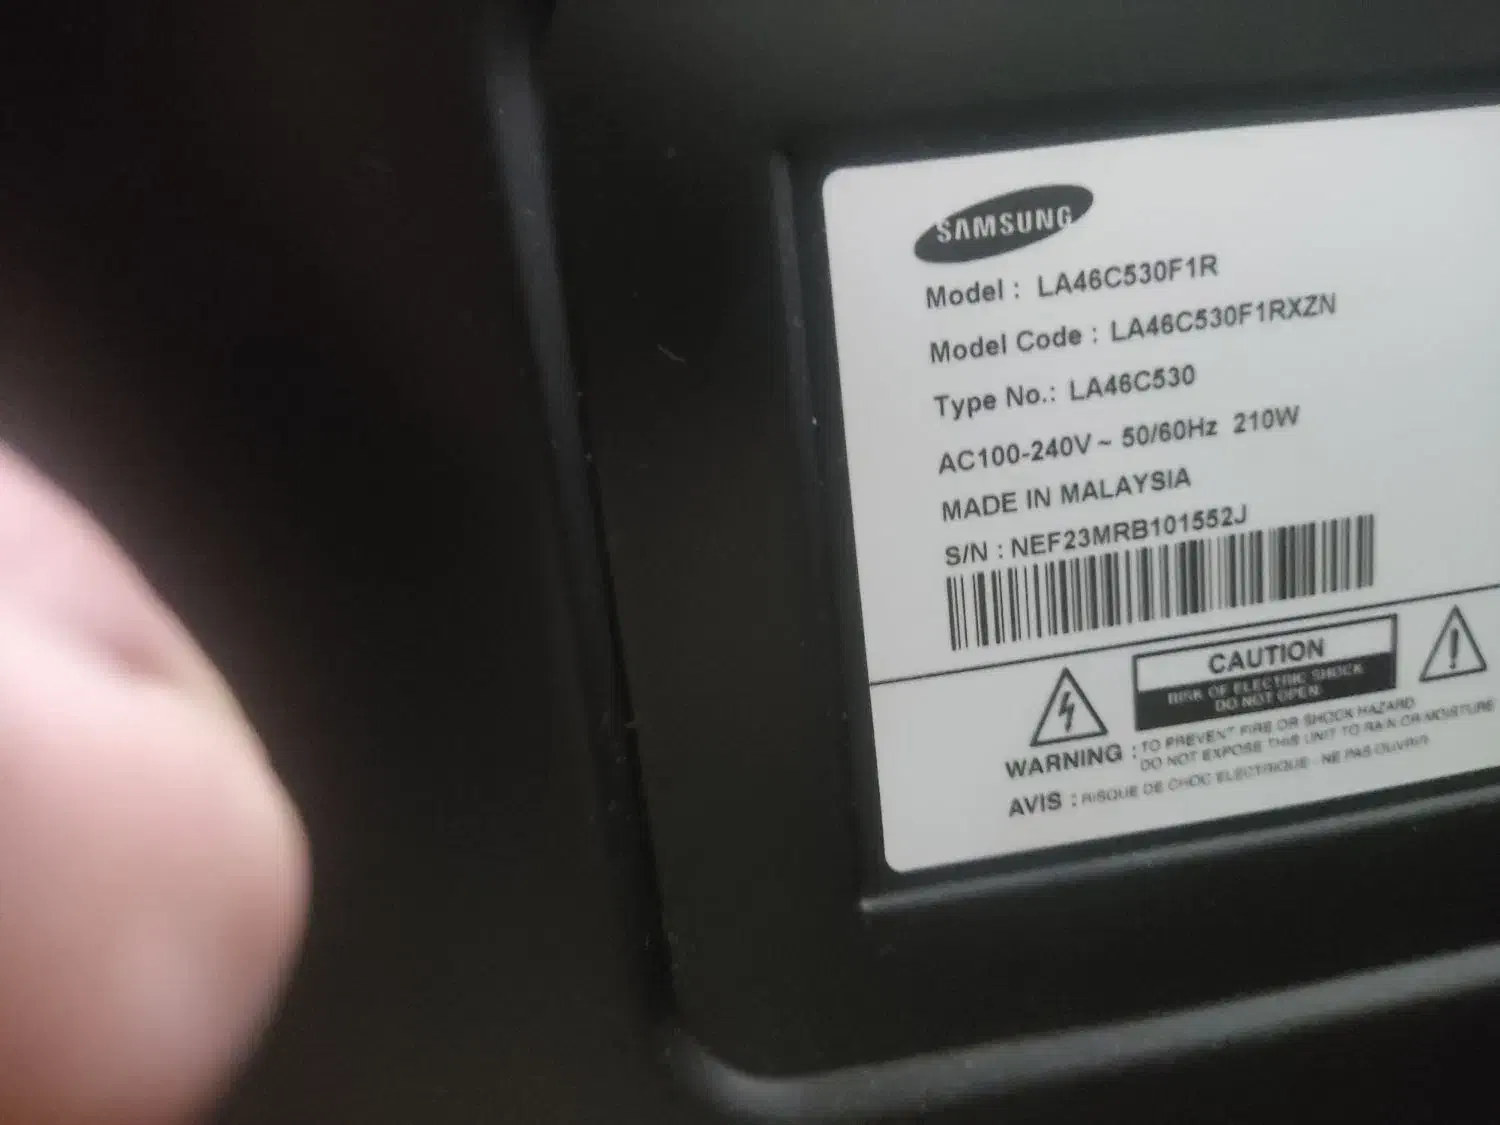 SAMSUNG
Model : LA46C530F1R
Model Code : LA46C530F1RXZN
Type No.: LA46C530
AC100-240V ~ 50/60Hz 210W
MADE IN MALAYSIA
S/N : NEF23MRB101552J
CAUTION
RISK OF ELECTRIC SHOCK
DO NOT OPEN
WARNING : TO PREVENT FIRE OR SHOCK HAZARD
DO NOT EXPOSE THIS UNIT TO RAIN OR MOISTURE
AVIS : RISQUE DE CHOC ELECTRIQUE - NE PAS OUVRIR